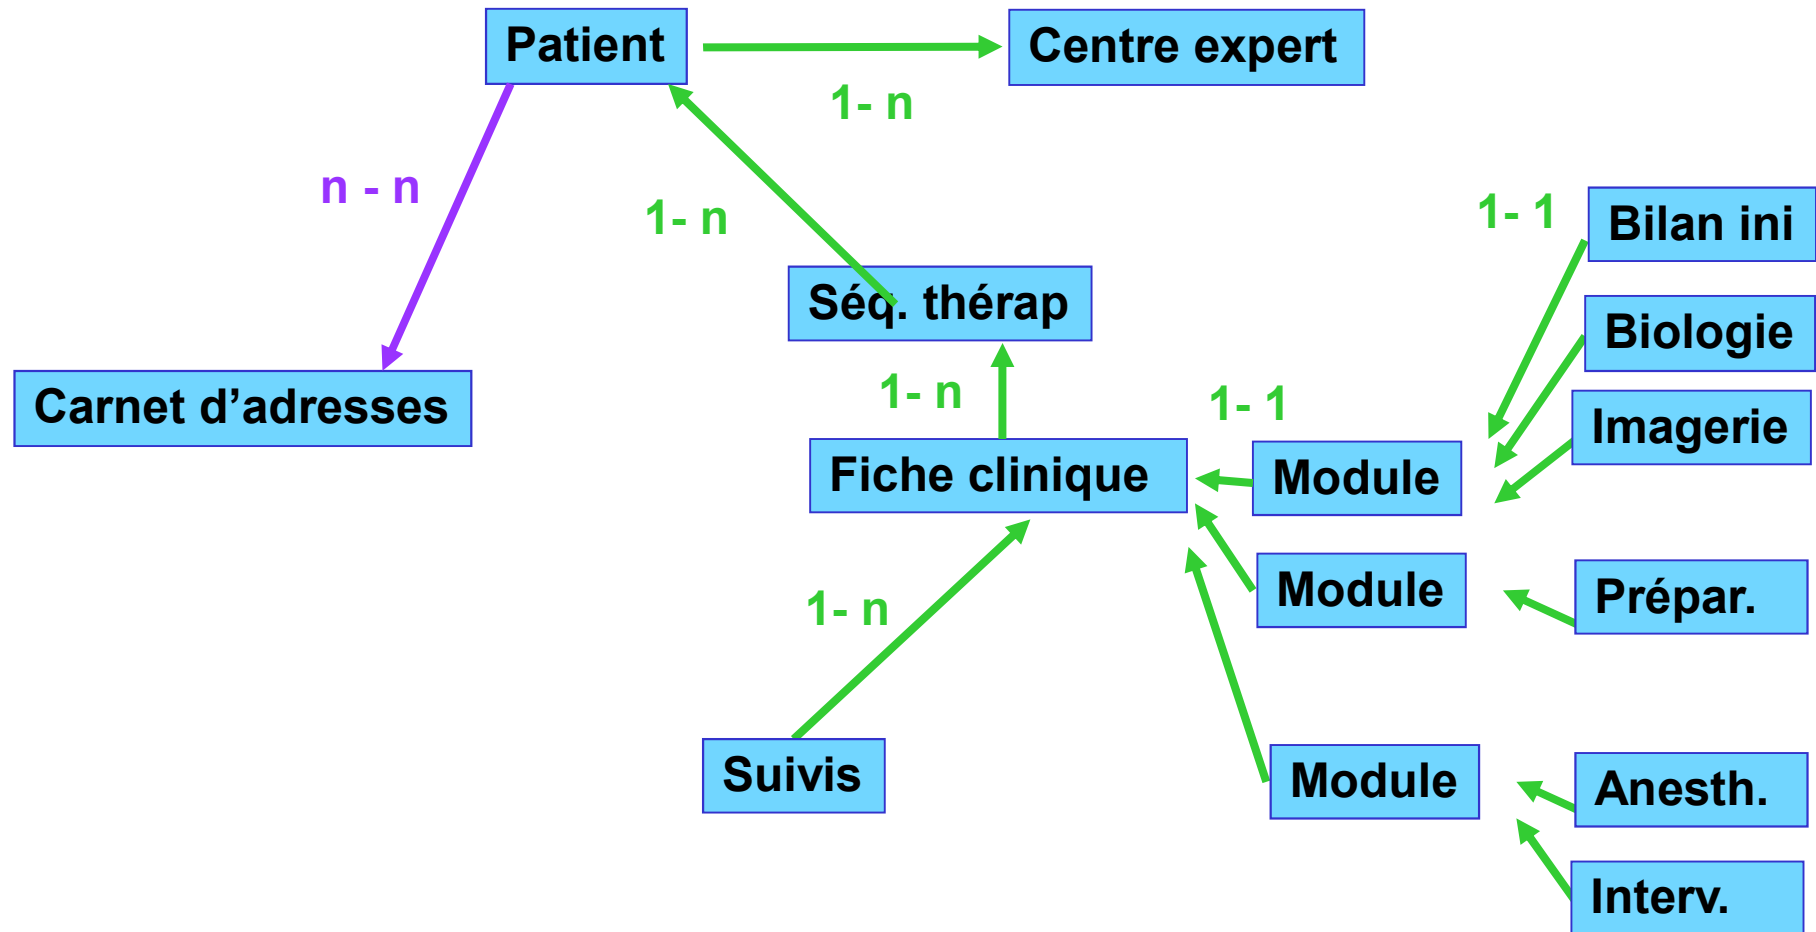 Patient
Centre expert
1- n
n - n
1- n
1- 1
Bilan ini
Séq. thérap
Biologie
Carnet d’adresses
1- n
1- 1
Imagerie
Fiche clinique
Module
Module
Prépar.
1- n
Suivis
Module
Anesth.
Interv.